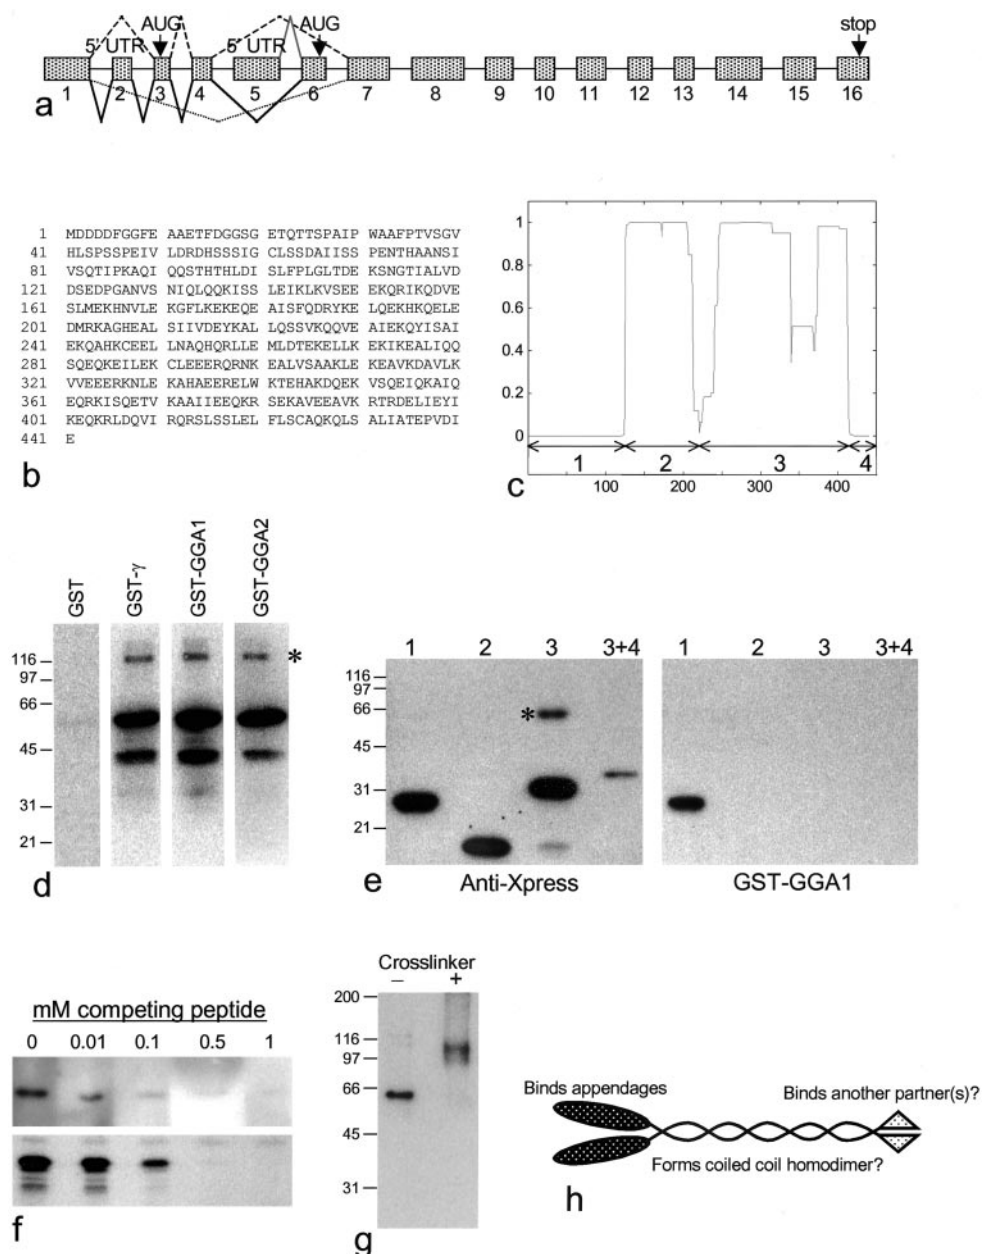 AUG AUG stop
5' UTR 5' UTR
1 2 3 4 5 6 7 8 9 10 11 12 13 14 15 16
a
1 MDDDDFGGFE AAETFDGGSG ETQTTSPAIP WAAFPTVSGV
41 HLSPSSPEIV LDRDHSSSIG CLSSDAIISS PENTHAANSI
81 VSQTIPKAQI QQSTHTHLDI SLFPLGLTDE KSNGTIALVD
121 DSEDPGANVS NIQLQQKISS LEIKLKVSEE EKQRIKQDVE
161 SLMEKHNVLE KGFLKEKEQE AISFQDRYKE LQEKHKQELE
201 DMRKAGHEAL SIIVDEYKAL LQSSVKQQVE AIEKQYISAI
241 EKQAHKCEEL LNAQHQRLLE MLDTEKELLK EKIKEALIQQ
281 SQEQKEILEK CLEEERQRNK EALVSAAKLE KEAVKDAVLK
321 VVEEERKNLE KAHAEERELW KTEHAKDQEK VSQEIQKAIQ
361 EQRKISQETV KAAIIEEQKR SEKAVEEAVK RTRDELIEYI
401 KEQKRLDQVI RQRSLSSLEL FLSCAQKQLS ALIATEPVDI
441 E
b
1
0.8
0.6
0.4
0.2
0
1 2 3 4
100 200 300 400
c
GST GST-γ GST-GGA1 GST-GGA2
116
97
66
45
31
21
*
d
1 2 3 3+4 1 2 3 3+4
116
97
66
45
31
21
*
e Anti-Xpress GST-GGA1
mM competing peptide
0 0.01 0.1 0.5 1
f
Crosslinker
– +
200
116
97
66
45
31
g
Binds appendages Binds another partner(s)?
Forms coiled coil homodimer?
h